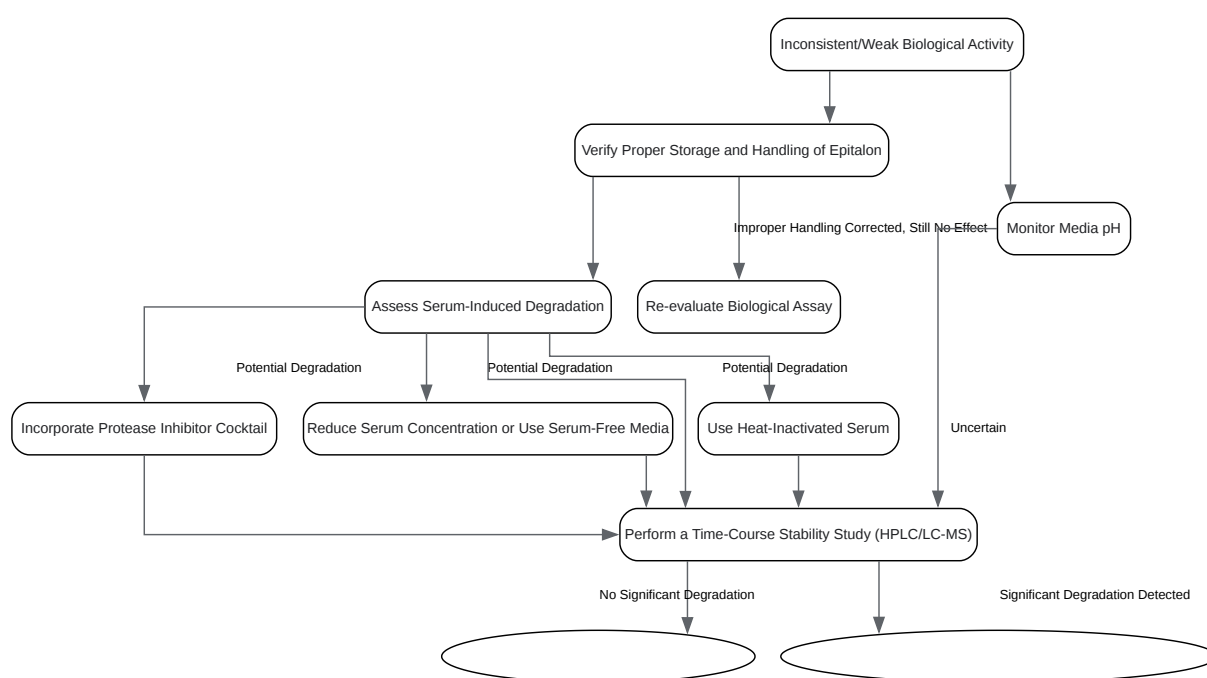 Inconsistent/Weak Biological Activity
Verify Proper Storage and Handling of Epitalon
Improper Handling Corrected, Still No Effect
Monitor Media pH
Assess Serum-Induced Degradation
Re-evaluate Biological Assay
Potential Degradation
Potential Degradation
Potential Degradation
Incorporate Protease Inhibitor Cocktail
Reduce Serum Concentration or Use Serum-Free Media
Use Heat-Inactivated Serum
Uncertain
Perform a Time-Course Stability Study (HPLC/LC-MS)
No Significant Degradation
Significant Degradation Detected